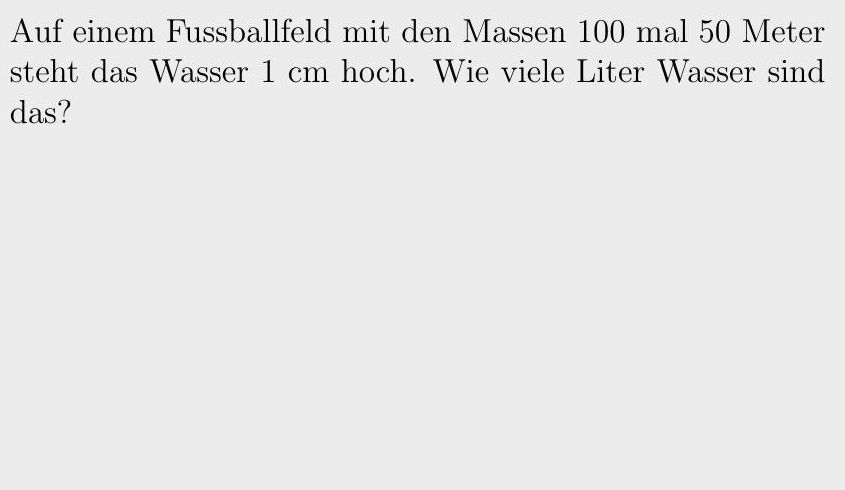 Auf einem Fussballfeld mit den Massen 100 mal 50 Meter
steht das Wasser 1 cm hoch. Wie viele Liter Wasser sind
das?